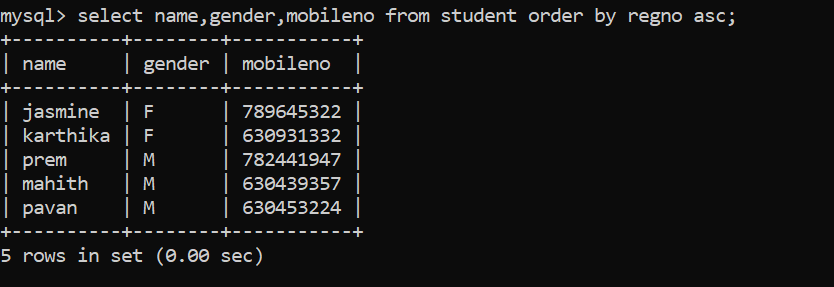 mysql> select name,gender,mobileno from student order by regno asc;
+----------+--------+-----------+
| name     | gender | mobileno  |
+----------+--------+-----------+
| jasmine  | F      | 789645322 |
| karthika | F      | 630931332 |
| prem     | M      | 782441947 |
| mahith   | M      | 630439357 |
| pavan    | M      | 630453224 |
+----------+--------+-----------+
5 rows in set (0.00 sec)